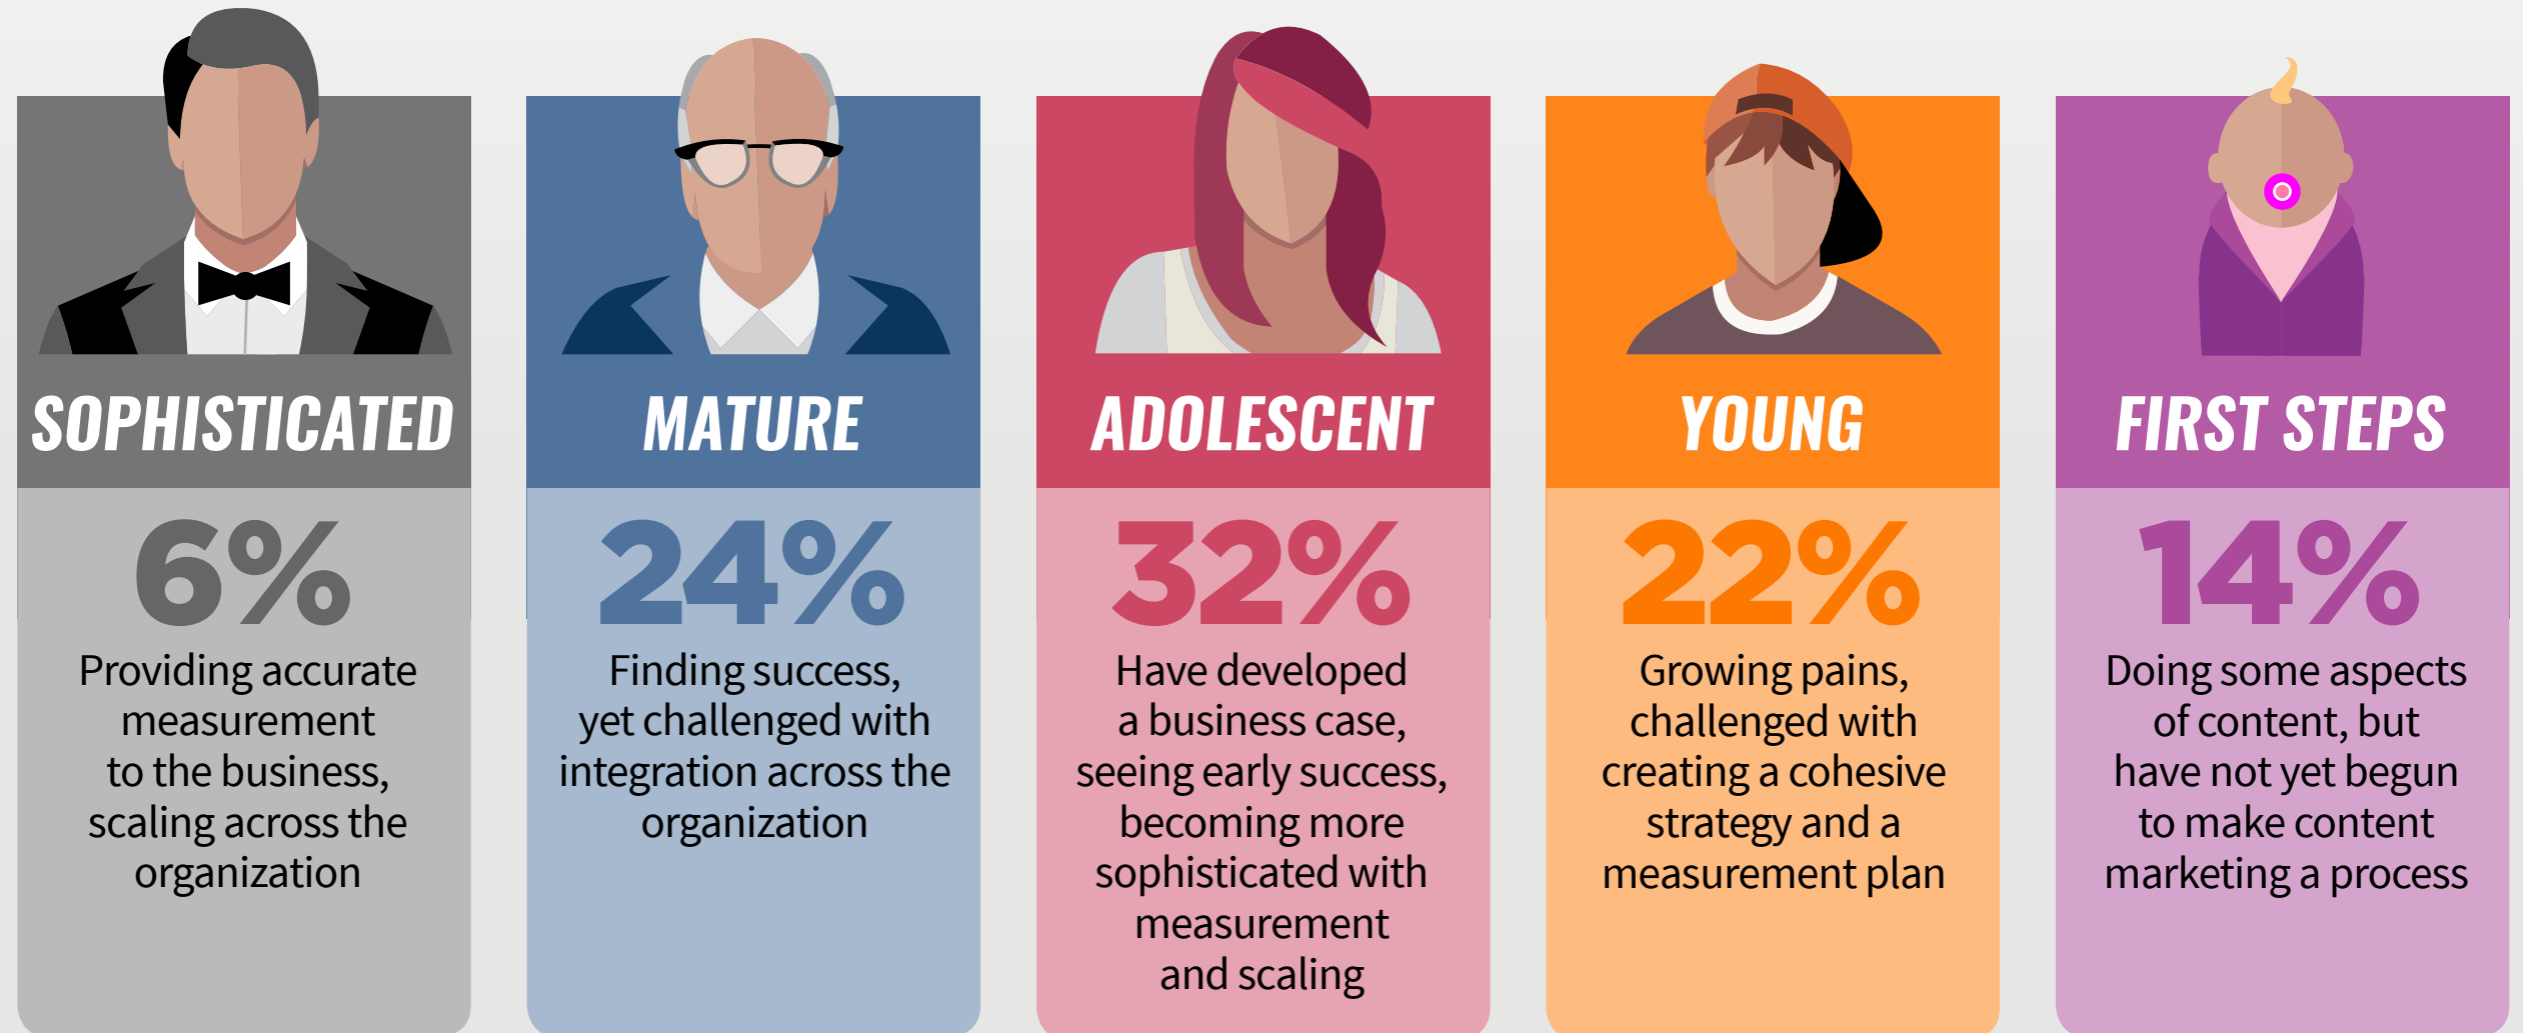 SOPHISTICATED
6%
Providing accurate
measurement
to the business,
scaling across the
organization
MATURE
24%
Finding success,
yet challenged with
integration across the
organization
ADOLESCENT
32%
Have developed
a business case,
seeing early success,
becoming more
sophisticated with
measurement
and scaling
YOUNG
22%
Growing pains,
challenged with
creating a cohesive
strategy and a
measurement plan
FIRST STEPS
14%
Doing some aspects
of content, but
have not yet begun
to make content
marketing a process